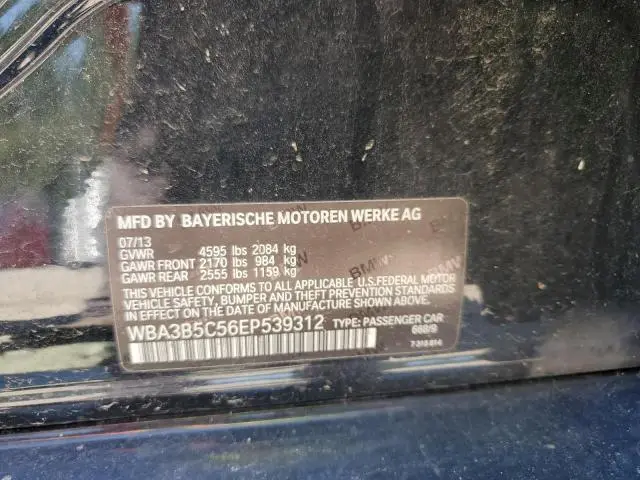 MFD BY BAYERISCHE MOTOREN WERKE AG
07/13
GVWR 4595 lbs 2084 kg
GAWR FRONT 2170 lbs 984 kg
GAWR REAR 2555 lbs 1159 kg
THIS VEHICLE CONFORMS TO ALL APPLICABLE U.S.FEDERAL MOTOR
VEHICLE SAFETY, BUMPER AND THEFT PREVENTION STANDARDS
IN EFFECT ON THE DATE OF MANUFACTURE SHOWN ABOVE.
WBA3B5C56EP539312 TYPE: PASSENGER CAR
668/9